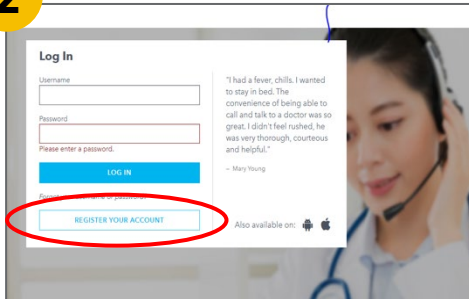 2
Log In
Username
"I had a fever, chills. I wanted
to stay in bed. The
convenience of being able to
call and talk to a doctor was so
great. I didn't feel rushed, he
was very thorough, courteous
and helpful."
– Mary Young
Password
Please enter a password.
LOG IN
REGISTER YOUR ACCOUNT
Also available on: